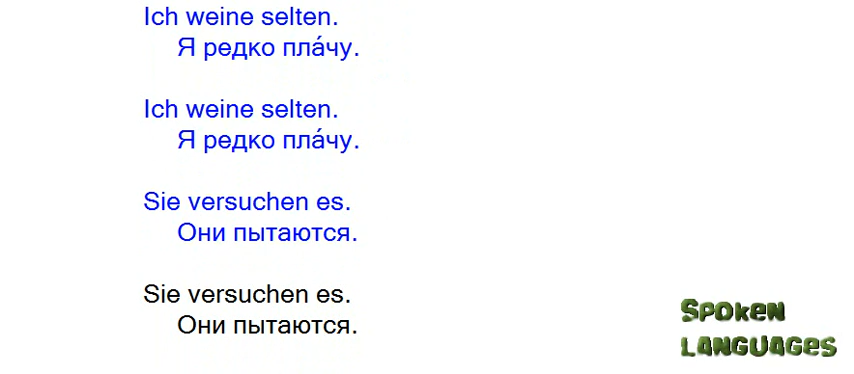 Ich weine selten.
Я редко пла́чу.
Ich weine selten.
Я редко пла́чу.
Sie versuchen es.
Они пытаются.
Sie versuchen es.
Они пытаются.
Spoken
Languages